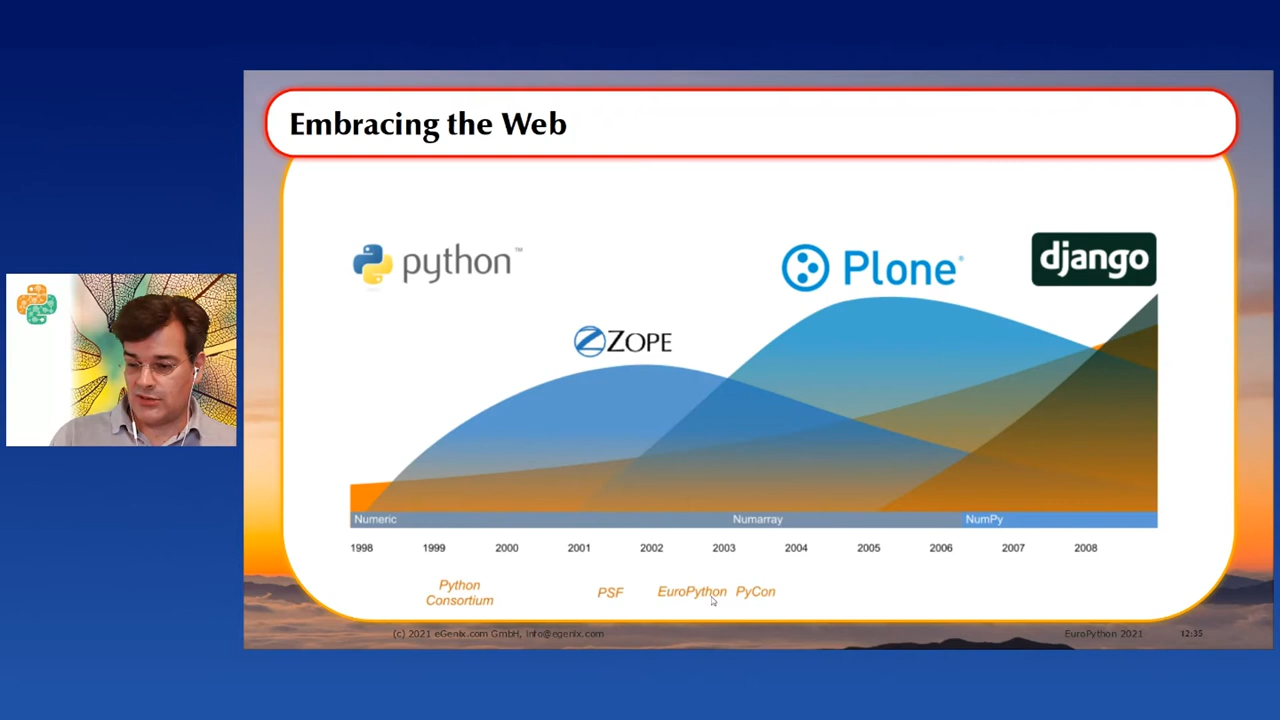 Embracing the Web
python™
Plone®
django
ZOPE
Numeric
Numarray
NumPy
1998 1999 2000 2001 2002 2003 2004 2005 2006 2007 2008
Python
Consortium
PSF
EuroPython
PyCon
(c) 2021 eGenix.com GmbH, info@egenix.com
EuroPython 2021
12:35